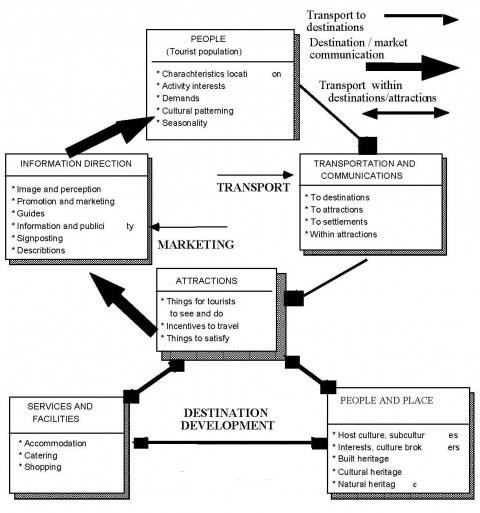 Transport to
destinations
Destination / market
communication
Transport within
destinations/attractions
PEOPLE
(Tourist population)
* Charachteristics locati on
* Activity interests
* Demands
* Cultural patterning
* Seasonality
INFORMATION DIRECTION
* Image and perception
* Promotion and marketing
* Guides
* Information and publici ty
* Signposting
* Describtions
TRANSPORT
MARKETING
TRANSPORTATION AND
COMMUNICATIONS
* To destinations
* To attractions
* To settlements
* Within attractions
ATTRACTIONS
* Things for tourists
to see and do
* Incentives to travel
* Things to satisfy
SERVICES AND
FACILITIES
* Accommodation
* Catering
* Shopping
DESTINATION
DEVELOPMENT
PEOPLE AND PLACE
* Host culture, subcultur es
* Interests, culture brok ers
* Built heritage
* Cultural heritage
* Natural heritag e